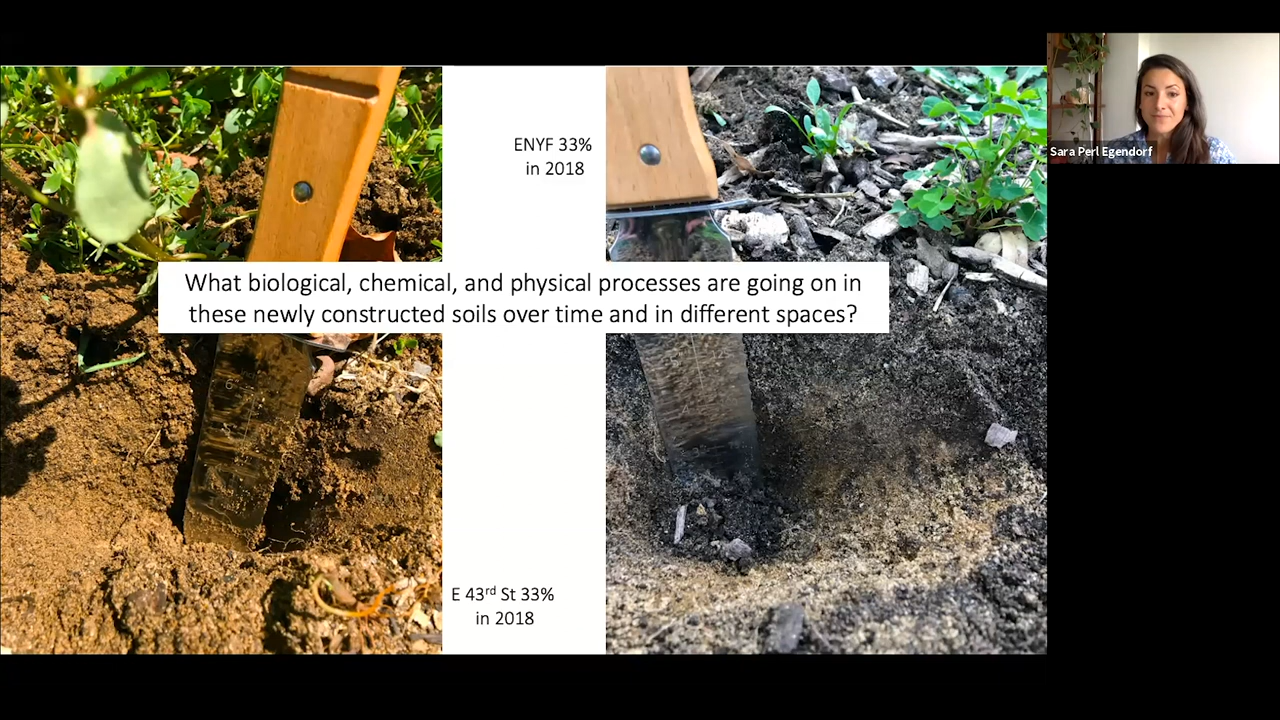 ENYF 33%
in 2018
Sara Perl Egendorf
What biological, chemical, and physical processes are going on in
these newly constructed soils over time and in different spaces?
E 43rd St 33%
in 2018